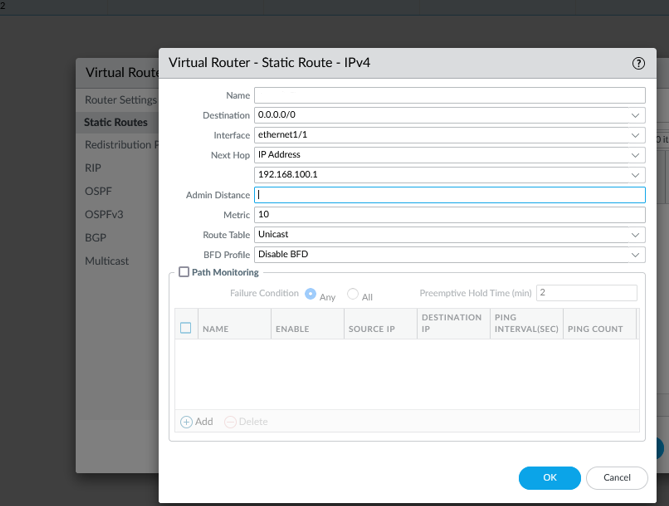 2
Virtual Router - Static Route - IPv4
?
Virtual Route
Router Settings
Static Routes
Redistribution P
RIP
OSPF
OSPFv3
BGP
Multicast
Name
Destination 0.0.0.0/0
Interface ethernet1/1
Next Hop IP Address
192.168.100.1
Admin Distance
Metric 10
Route Table Unicast
BFD Profile Disable BFD
Path Monitoring
Failure Condition Any All Preemptive Hold Time (min) 2
NAME ENABLE SOURCE IP DESTINATION IP PING INTERVAL(SEC) PING COUNT
Add Delete
OK Cancel